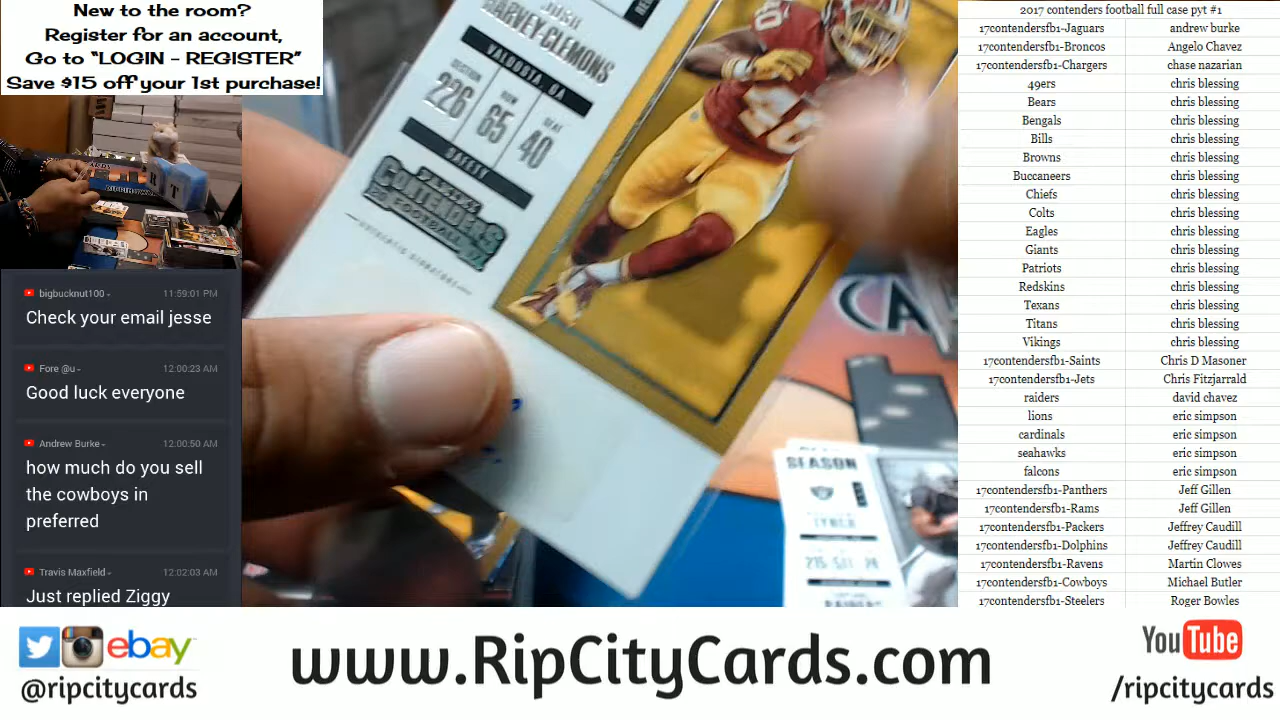 New to the room?
Register for an account,
Go to “LOGIN - REGISTER”
Save $15 off your 1st purchase!
bigbucknut100 11:59:01 PM
Check your email jesse
Fore @u 12:00:23 AM
Good luck everyone
Andrew Burke 12:00:50 AM
how much do you sell
the cowboys in
preferred
Travis Maxfield 12:02:03 AM
Just replied Ziggy
JOSH
HARVEY-CLEMONS
VALDOSTA, GA
SECTION ROW SEAT
226 65 40
SAFETY
CONTENDERS
FOOTBALL
AUTHENTIC SIGNATURE
SEASON
LYNCH
2017 contenders football full case pyt #1
17contendersfb1-Jaguars andrew burke
17contendersfb1-Broncos Angelo Chavez
17contendersfb1-Chargers chase nazarian
49ers chris blessing
Bears chris blessing
Bengals chris blessing
Bills chris blessing
Browns chris blessing
Buccaneers chris blessing
Chiefs chris blessing
Colts chris blessing
Eagles chris blessing
Giants chris blessing
Patriots chris blessing
Redskins chris blessing
Texans chris blessing
Titans chris blessing
Vikings chris blessing
17contendersfb1-Saints Chris D Masoner
17contendersfb1-Jets Chris Fitzjarrald
raiders david chavez
lions eric simpson
cardinals eric simpson
seahawks eric simpson
falcons eric simpson
17contendersfb1-Panthers Jeff Gillen
17contendersfb1-Rams Jeff Gillen
17contendersfb1-Packers Jeffrey Caudill
17contendersfb1-Dolphins Jeffrey Caudill
17contendersfb1-Ravens Martin Clowes
17contendersfb1-Cowboys Michael Butler
17contendersfb1-Steelers Roger Bowles
ebay
@ripcitycards
www.RipCityCards.com
YouTube
/ripcitycards